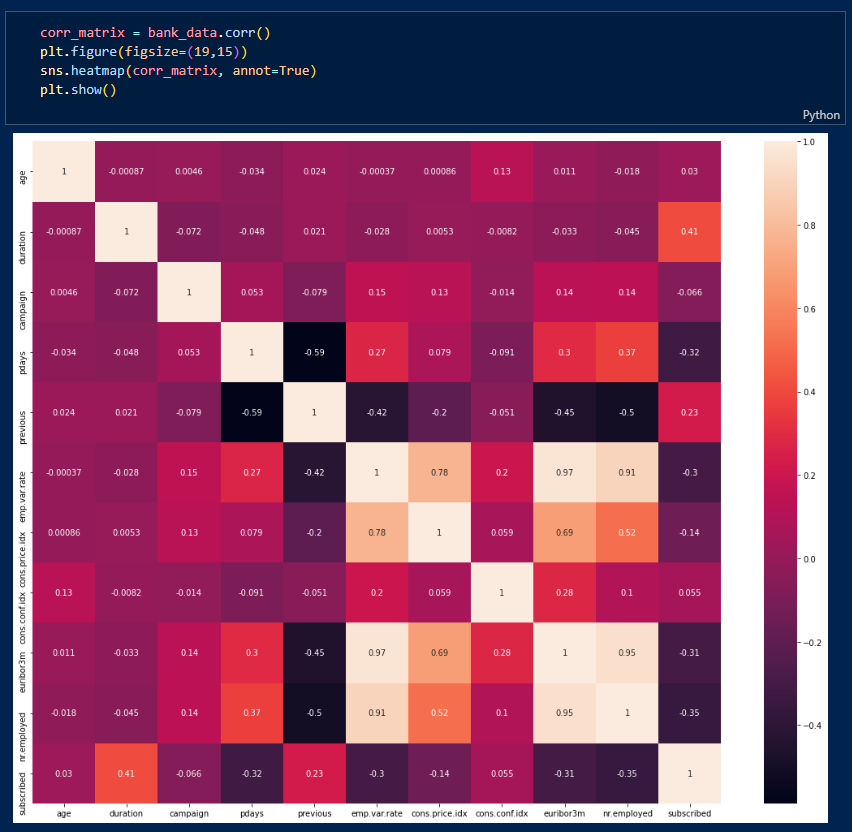 corr_matrix = bank_data.corr()
plt.figure(figsize=(19,15))
sns.heatmap(corr_matrix, annot=True)
plt.show()
Python
age 1 -0.00087 0.0046 -0.034 0.024 -0.00037 0.00086 0.13 0.011 -0.018 0.03
duration -0.00087 1 -0.072 -0.048 0.021 -0.028 0.0053 -0.0082 -0.033 -0.045 0.41
campaign 0.0046 -0.072 1 0.053 -0.079 0.15 0.13 -0.014 0.14 0.14 -0.066
pdays -0.034 -0.048 0.053 1 -0.59 0.27 0.079 -0.091 0.3 0.37 -0.32
previous 0.024 0.021 -0.079 -0.59 1 -0.42 -0.2 -0.051 -0.45 -0.5 0.23
emp.var.rate -0.00037 -0.028 0.15 0.27 -0.42 1 0.78 0.2 0.97 0.91 -0.3
cons.price.idx 0.00086 0.0053 0.13 0.079 -0.2 0.78 1 0.059 0.69 0.52 -0.14
cons.conf.idx 0.13 -0.0082 -0.014 -0.091 -0.051 0.2 0.059 1 0.28 0.1 0.055
euribor3m 0.011 -0.033 0.14 0.3 -0.45 0.97 0.69 0.28 1 0.95 -0.31
nr.employed -0.018 -0.045 0.14 0.37 -0.5 0.91 0.52 0.1 0.95 1 -0.35
subscribed 0.03 0.41 -0.066 -0.32 0.23 -0.3 -0.14 0.055 -0.31 -0.35 1
age duration campaign pdays previous emp.var.rate cons.price.idx cons.conf.idx euribor3m nr.employed subscribed
1.0
0.8
0.6
0.4
0.2
0.0
−0.2
−0.4